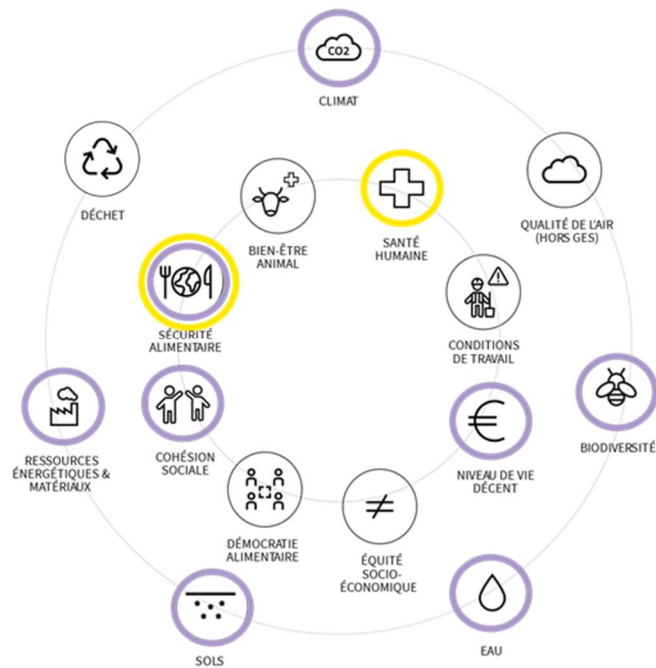 CO2
CLIMAT
DÉCHET
QUALITÉ DE L'AIR
(HORS GES)
BIEN-ÊTRE
ANIMAL
SANTÉ
HUMAINE
SÉCURITÉ
ALIMENTAIRE
CONDITIONS
DE TRAVAIL
BIODIVERSITÉ
RESSOURCES
ÉNERGÉTIQUES &
MATÉRIAUX
COHÉSION
SOCIALE
NIVEAU DE VIE
DÉCENT
DÉMOCRATIE
ALIMENTAIRE
ÉQUITÉ
SOCIO-
ÉCONOMIQUE
SOLS
EAU